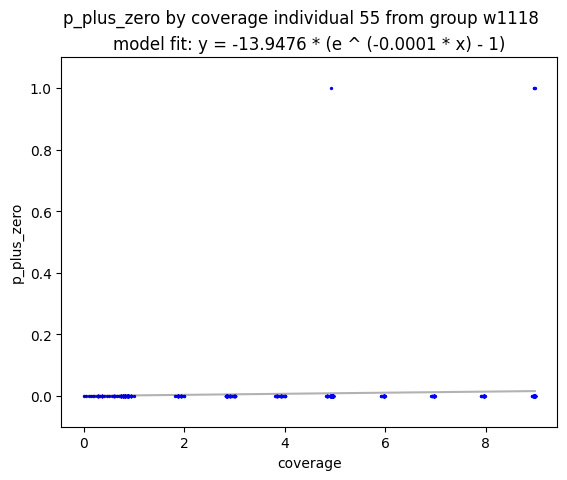 p_plus_zero by coverage individual 55 from group w1118
model fit: y = -13.9476 * (e ^ (-0.0001 * x) - 1)
1.0
0.8
0.6
0.4
0.2
0.0
p_plus_zero
0 2 4 6 8
coverage